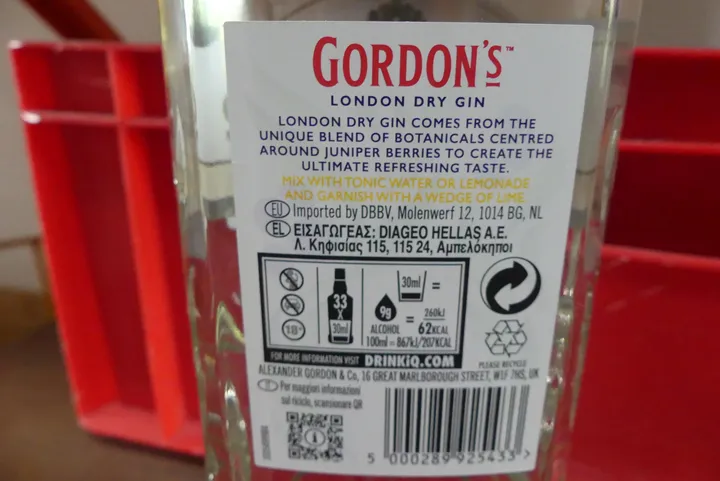 GORDON'S™
LONDON DRY GIN
LONDON DRY GIN COMES FROM THE
UNIQUE BLEND OF BOTANICALS CENTRED
AROUND JUNIPER BERRIES TO CREATE THE
ULTIMATE REFRESHING TASTE.
MIX WITH TONIC WATER OR LEMONADE
AND GARNISH WITH A WEDGE OF LIME.
EU Imported by DBBV, Molenwerf 12, 1014 BG, NL
EL ΕΙΣΑΓΩΓΕΑΣ: DIAGEO HELLAS A.E.
Λ. Κηφισίας 115, 115 24, Αμπελόκηποι
18+
33
X
30ml
9g
ALCOHOL
=
30ml =
260kJ
62KCAL
100ml = 867kJ/207KCAL
FOR MORE INFORMATION VISIT DRINKiQ.COM
PLEASE RECYCLE
ALEXANDER GORDON & Co, 16 GREAT MARLBOROUGH STREET, W1F 7HS, UK
IT Per maggiori informazioni
sul riciclo, scansionare QR
5 000289 925433 >